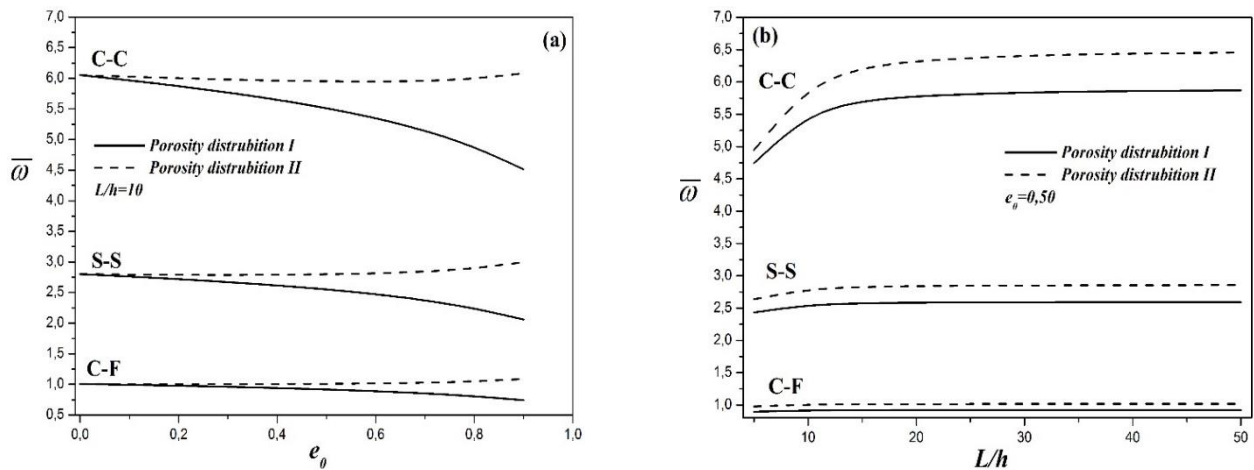 7,0
6,5
6,0
5,5
5,0
4,5
4,0
3,5
3,0
2,5
2,0
1,5
1,0
0,5
ω̅
(a)
C-C
Porosity distrubition I
Porosity distrubition II
L/h=10
S-S
C-F
0,0 0,2 0,4 0,6 0,8 1,0
e₀
7,0
6,5
6,0
5,5
5,0
4,5
4,0
3,5
3,0
2,5
2,0
1,5
1,0
ω̅
(b)
C-C
Porosity distrubition I
Porosity distrubition II
e₀=0,50
S-S
C-F
10 20 30 40 50
L/h